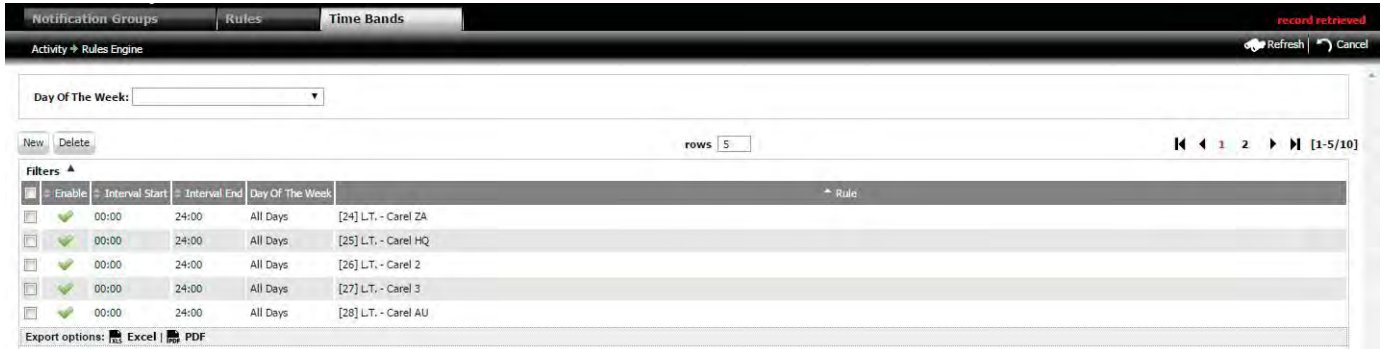 Notification Groups Rules Time Bands
record retrieved
Activity Rules Engine
Refresh Cancel
Day Of The Week:
New Delete rows 5 1 2 [1-5/10]
Filters
Enable Interval Start Interval End Day Of The Week Rule
00:00 24:00 All Days [24] L.T. - Carel ZA
00:00 24:00 All Days [25] L.T. - Carel HQ
00:00 24:00 All Days [26] L.T. - Carel 2
00:00 24:00 All Days [27] L.T. - Carel 3
00:00 24:00 All Days [28] L.T. - Carel AU
Export options: XLS Excel | PDF PDF